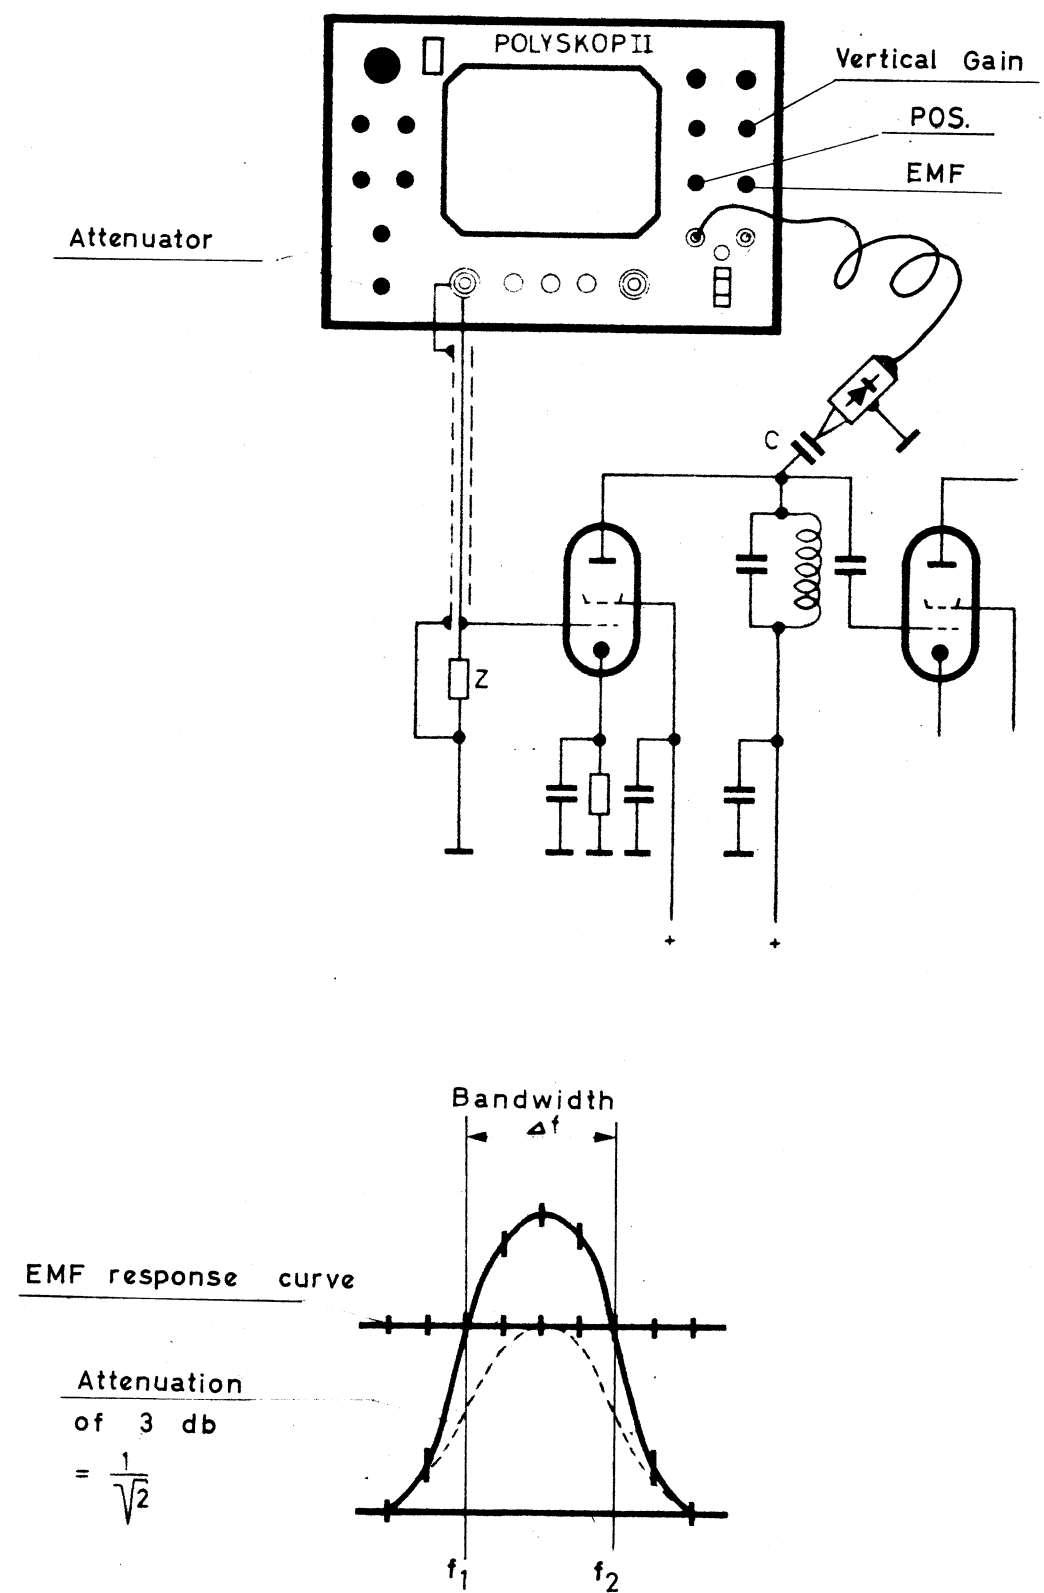 POLYSKOP II
Vertical Gain
POS.
EMF
Attenuator
C
Z
+
+
Bandwidth
Δf
EMF response curve
Attenuation
of 3 db
= 1/√2
f1
f2